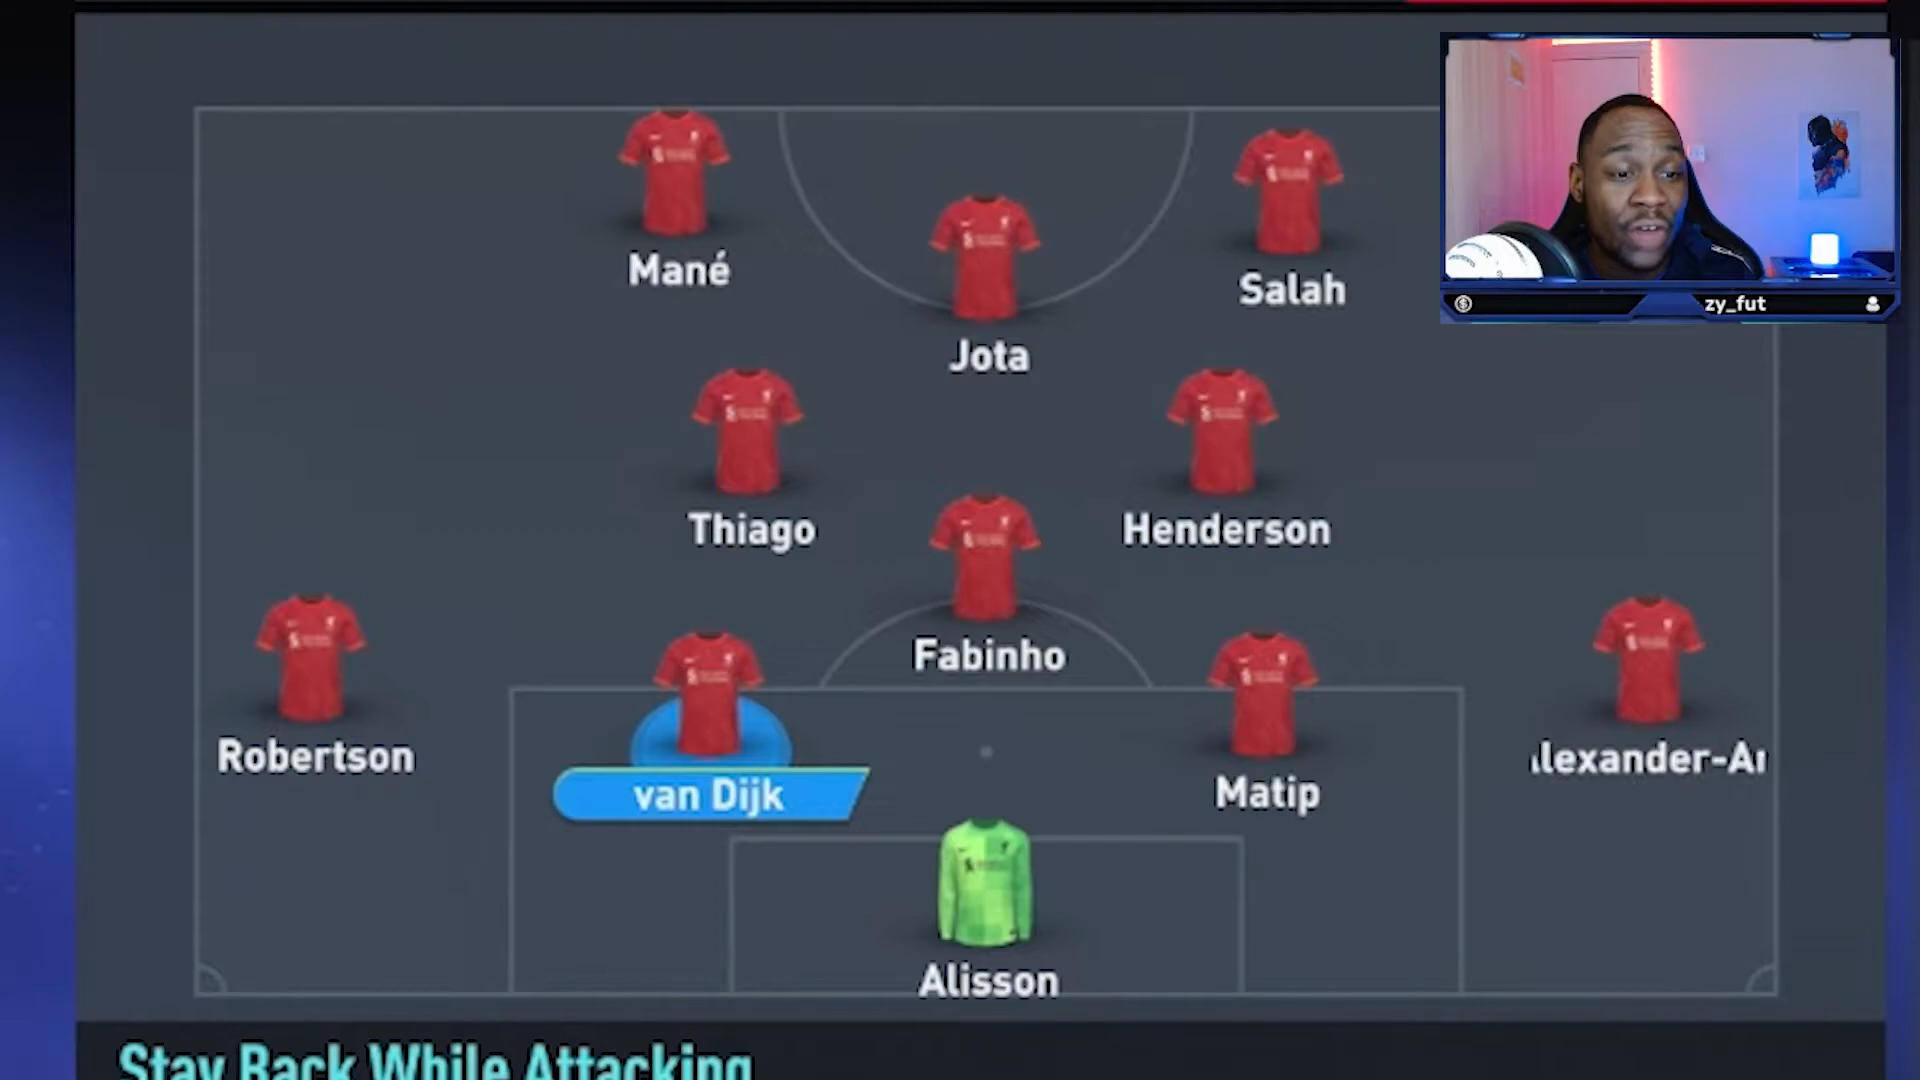 Mané
Salah
zy_fut
Jota
Thiago
Henderson
Fabinho
Robertson
van Dijk
Matip
lexander-Ar
Alisson
Stay Back While Attacking